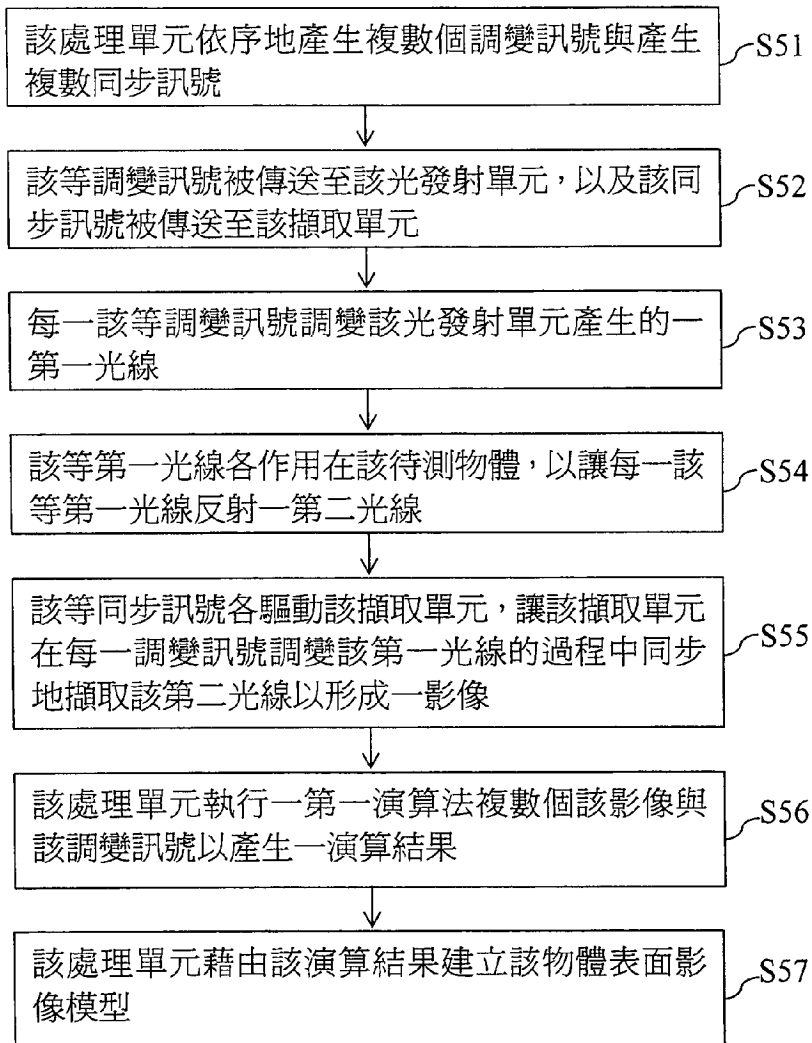 該處理單元依序地產生複數個調變訊號與產生
複數同步訊號
S51
該等調變訊號被傳送至該光發射單元，以及該同
步訊號被傳送至該擷取單元
S52
每一該等調變訊號調變該光發射單元產生的一
第一光線
S53
該等第一光線各作用在該待測物體，以讓每一該
等第一光線反射一第二光線
S54
該等同步訊號各驅動該擷取單元，讓該擷取單元
在每一調變訊號調變該第一光線的過程中同步
地擷取該第二光線以形成一影像
S55
該處理單元執行一第一演算法複數個該影像與
該調變訊號以產生一演算結果
S56
該處理單元藉由該演算結果建立該物體表面影
像模型
S57